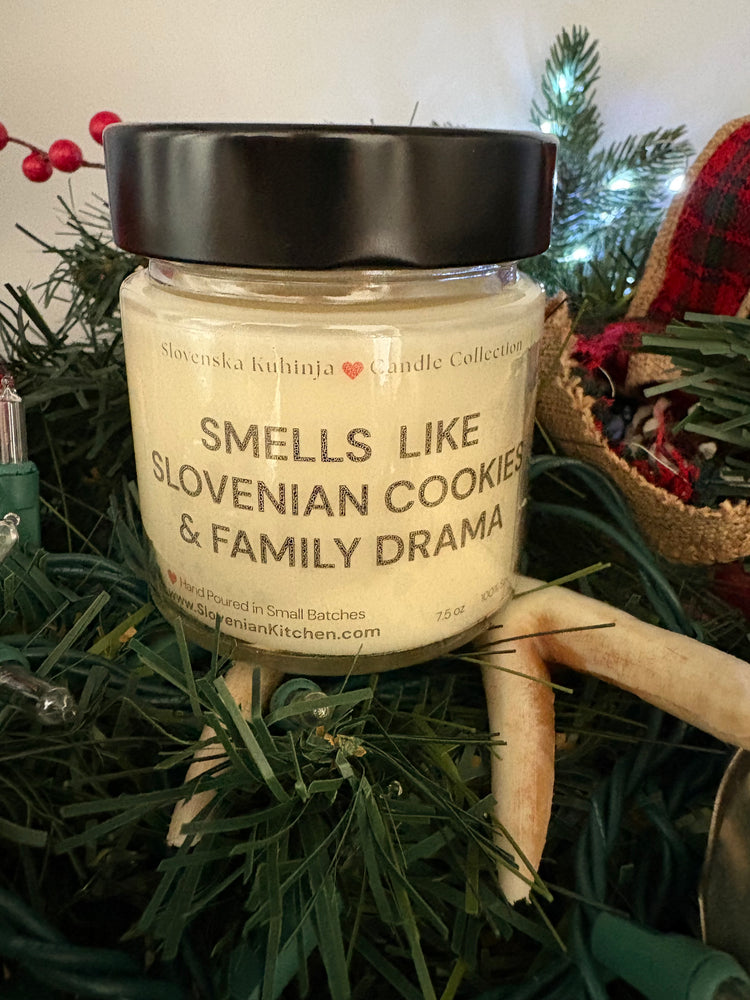 Slovenska Kuhinja ❤ Candle Collection
SMELLS LIKE
SLOVENIAN COOKIES
& FAMILY DRAMA
❤ Hand Poured in Small Batches
www.SlovenianKitchen.com
7.5 oz
100%